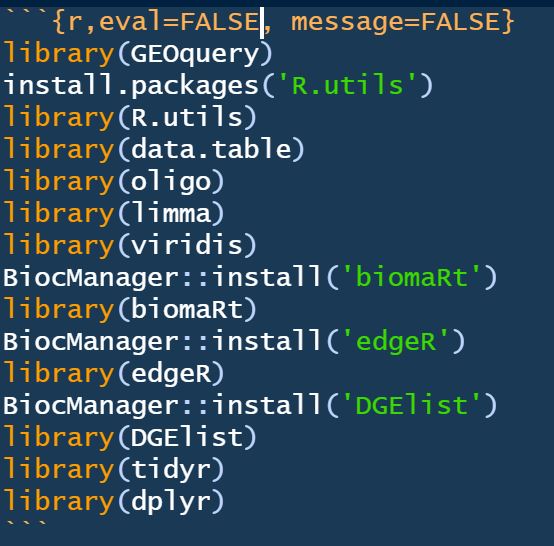 ```{r,eval=FALSE, message=FALSE}
library(GEOquery)
install.packages('R.utils')
library(R.utils)
library(data.table)
library(oligo)
library(limma)
library(viridis)
BiocManager::install('biomaRt')
library(biomaRt)
BiocManager::install('edgeR')
library(edgeR)
BiocManager::install('DGElist')
library(DGElist)
library(tidyr)
library(dplyr)
```